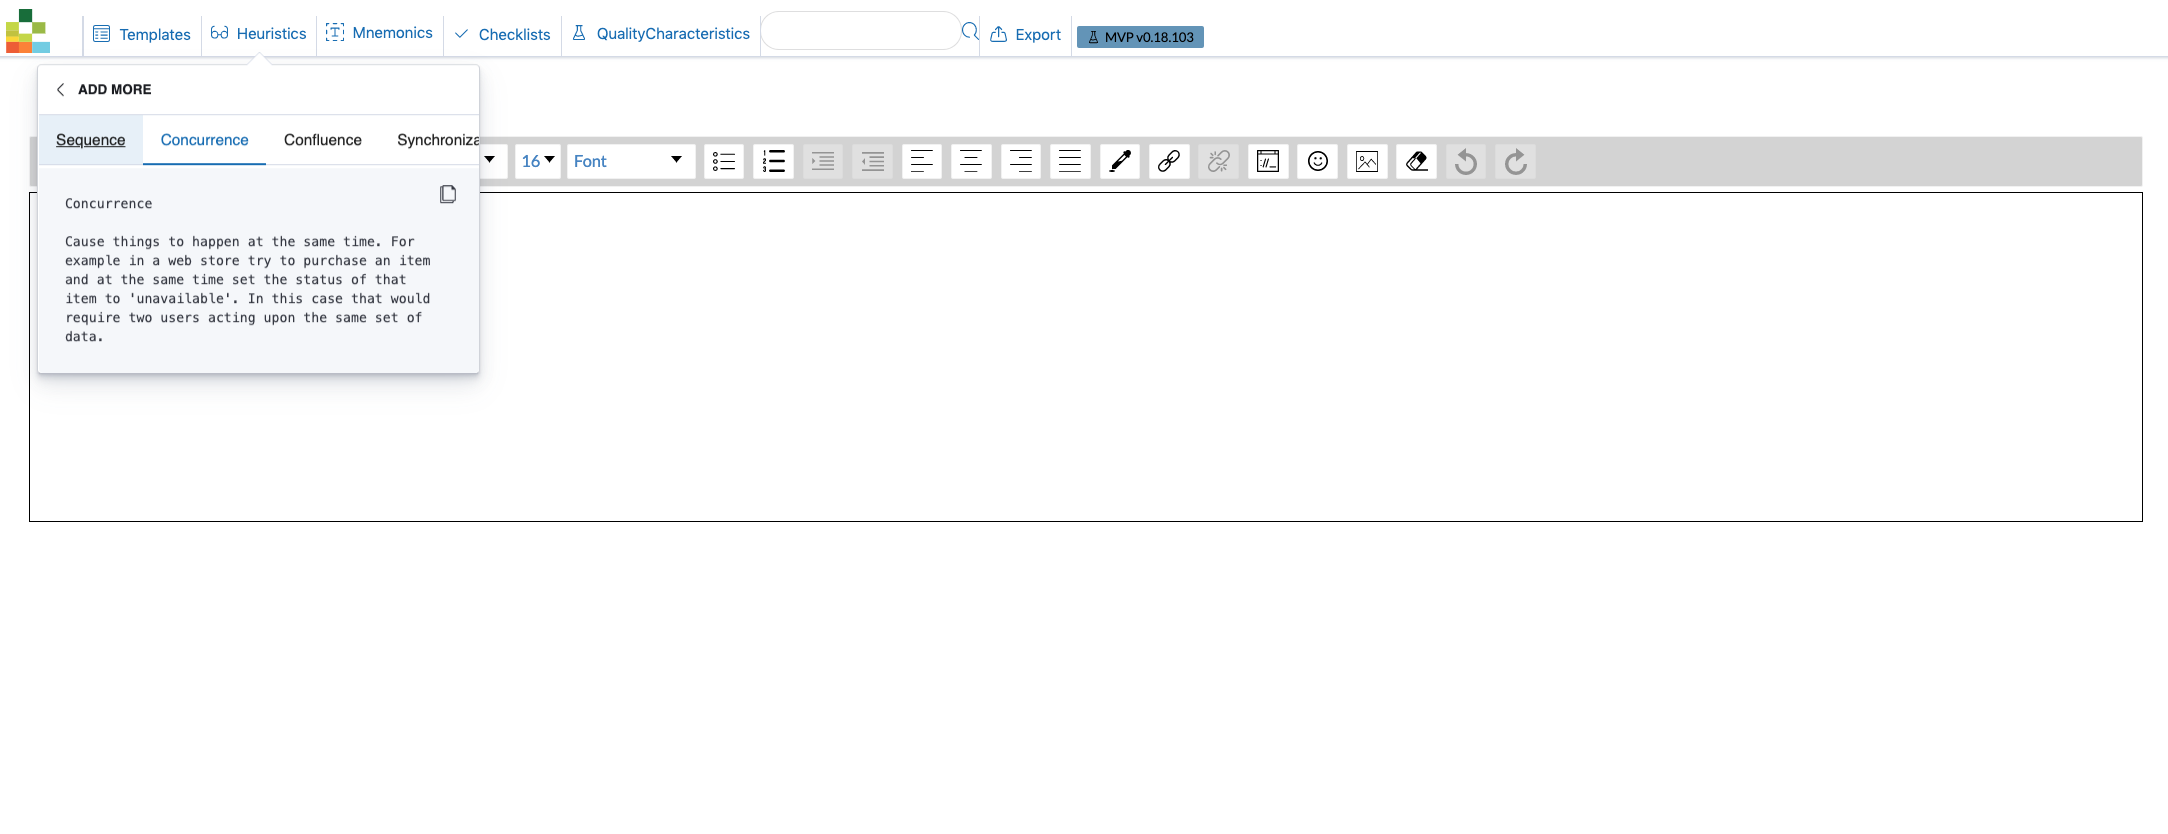 Templates
Heuristics
Mnemonics
Checklists
QualityCharacteristics
Export
MVP v0.18.103
ADD MORE
Sequence
Concurrence
Confluence
Synchroniza
16
Font
Concurrence
Cause things to happen at the same time. For
example in a web store try to purchase an item
and at the same time set the status of that
item to 'unavailable'. In this case that would
require two users acting upon the same set of
data.